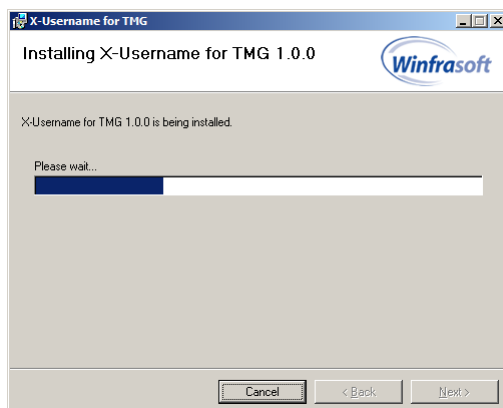 X-Username for TMG
Installing X-Username for TMG 1.0.0
Winfrasoft
X-Username for TMG 1.0.0 is being installed.
Please wait...
Cancel
< Back
Next >